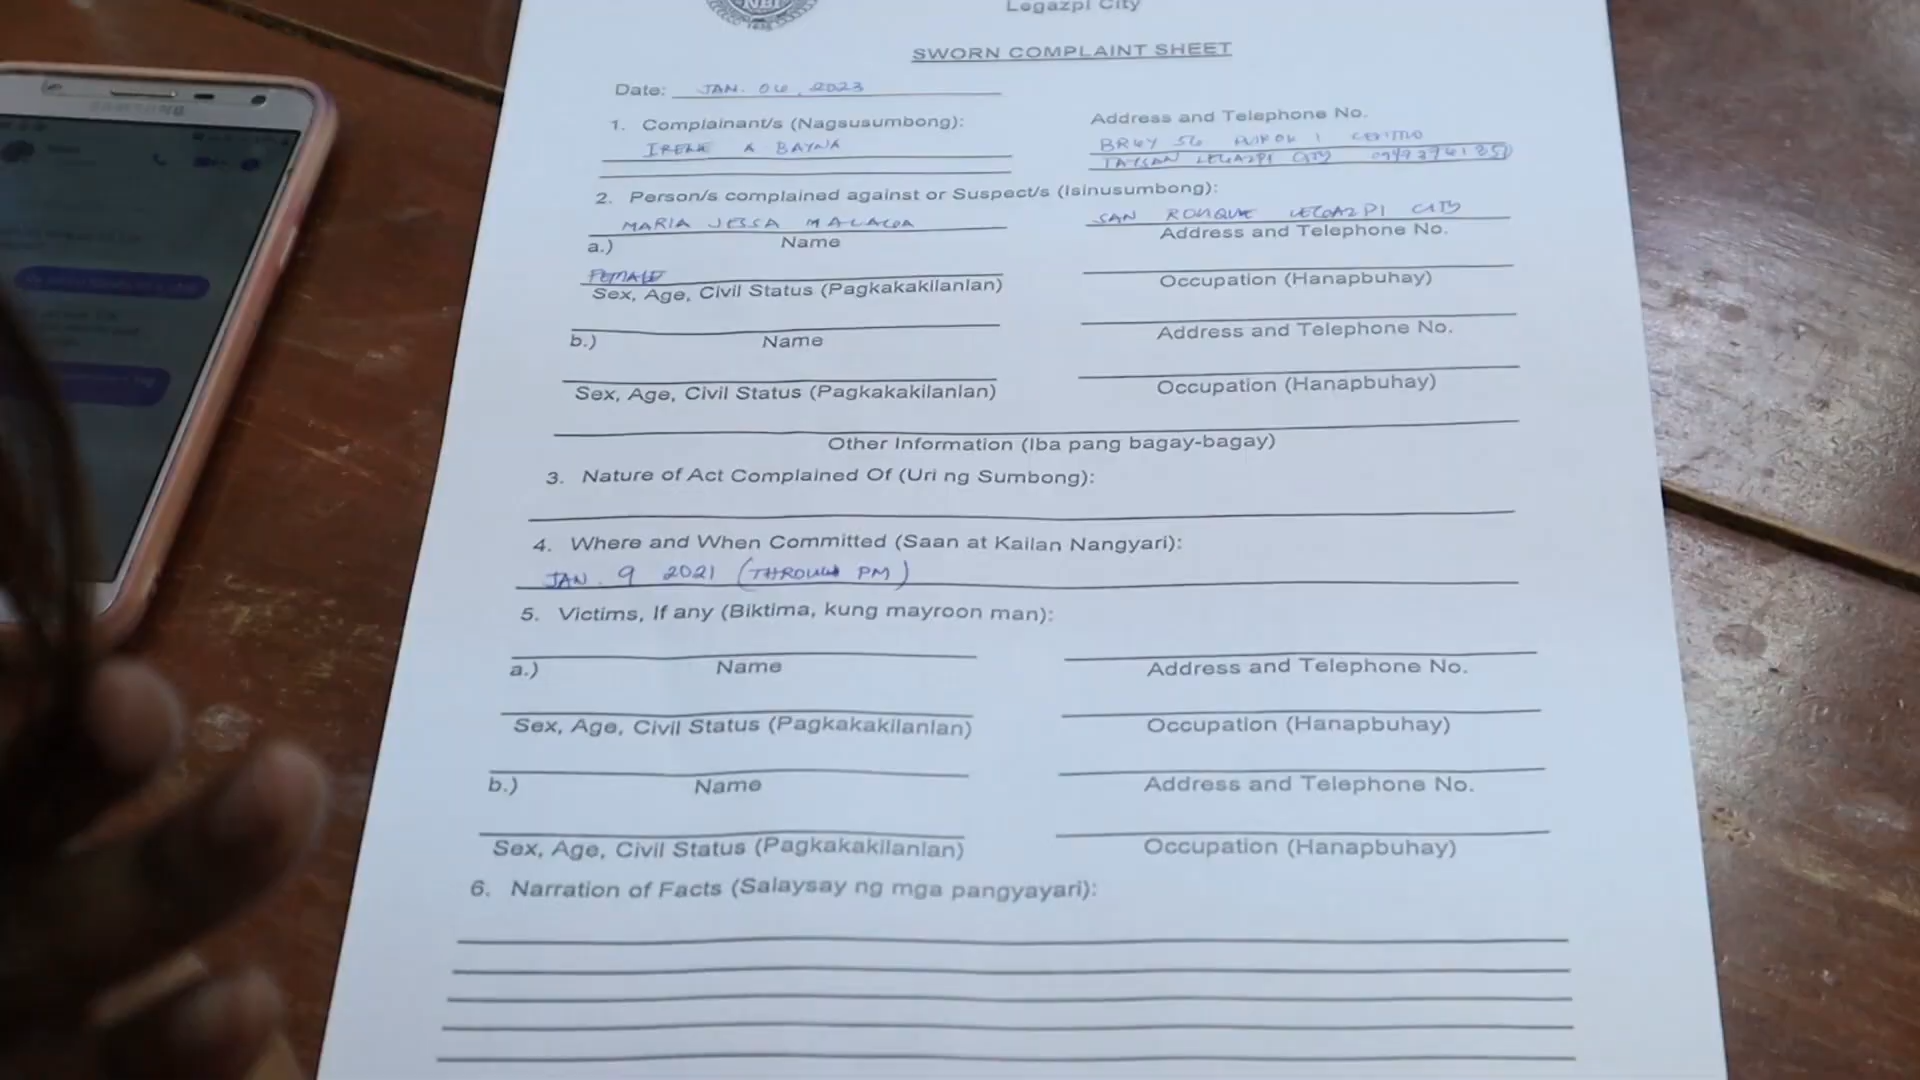 NBI
Legazpi City
SWORN COMPLAINT SHEET
Date: JAN. 06, 2023
1. Complainant/s (Nagsusumbong):
Address and Telephone No.
IRENE A BAYNA
BRGY 56 PUROK 1
TAYSAN LEGAZPI CITY
2. Person/s complained against or Suspect/s (Isinusumbong):
MARIA JESSA
SAN ROUQUE LEGAZPI CITY
a.) Name
Address and Telephone No.
FEMALE
Sex, Age, Civil Status (Pagkakakilanlan)
Occupation (Hanapbuhay)
b.) Name
Address and Telephone No.
Sex, Age, Civil Status (Pagkakakilanlan)
Occupation (Hanapbuhay)
Other Information (Iba pang bagay-bagay)
3. Nature of Act Complained Of (Uri ng Sumbong):
4. Where and When Committed (Saan at Kailan Nangyari):
JAN. 9 2021 (THROUGH PM)
5. Victims, If any (Biktima, kung mayroon man):
a.) Name
Address and Telephone No.
Sex, Age, Civil Status (Pagkakakilanlan)
Occupation (Hanapbuhay)
b.) Name
Address and Telephone No.
Sex, Age, Civil Status (Pagkakakilanlan)
Occupation (Hanapbuhay)
6. Narration of Facts (Salaysay ng mga pangyayari):
SAMSUNG